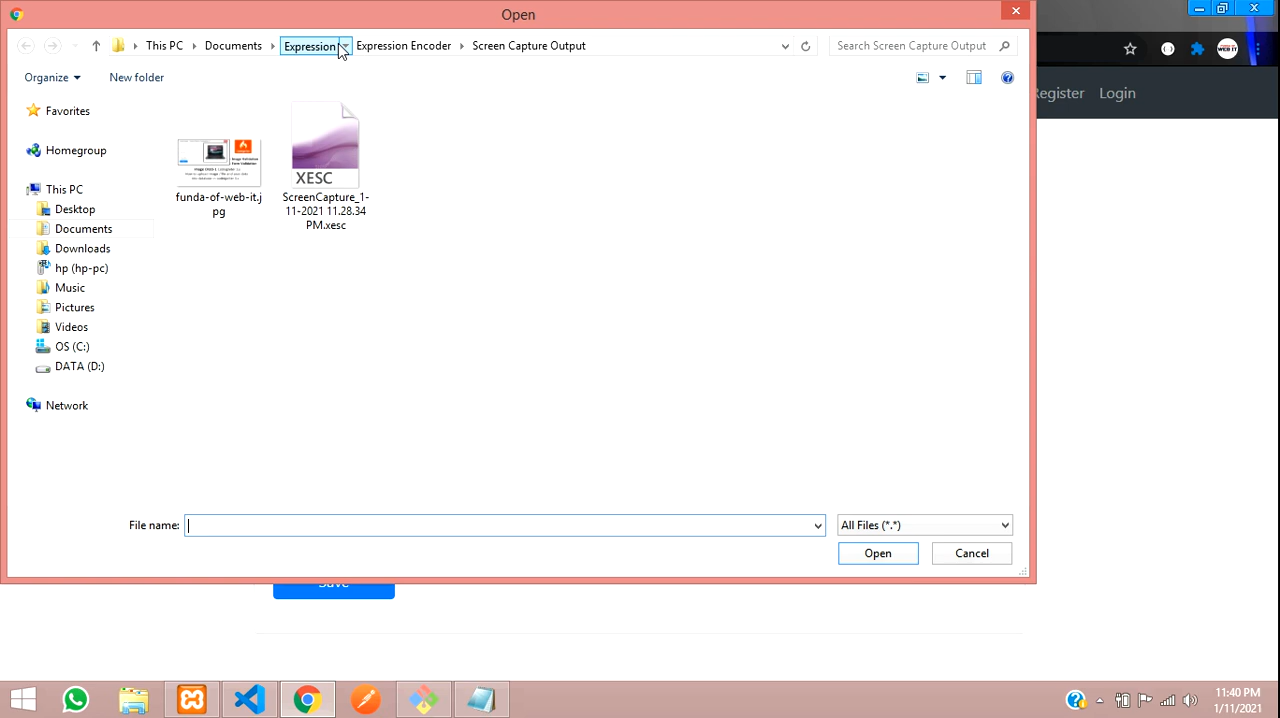 Open
This PC
Documents
Expression
Expression Encoder
Screen Capture Output
Search Screen Capture Output
Organize
New folder
Register
Login
Favorites
Homegroup
This PC
Desktop
Documents
Downloads
hp (hp-pc)
Music
Pictures
Videos
OS (C:)
DATA (D:)
Network
funda-of-web-it.j
pg
XESC
ScreenCapture_1-
11-2021 11.28.34
PM.xesc
File name:
All Files (*.*)
Open
Cancel
Save
11:40 PM
1/11/2021